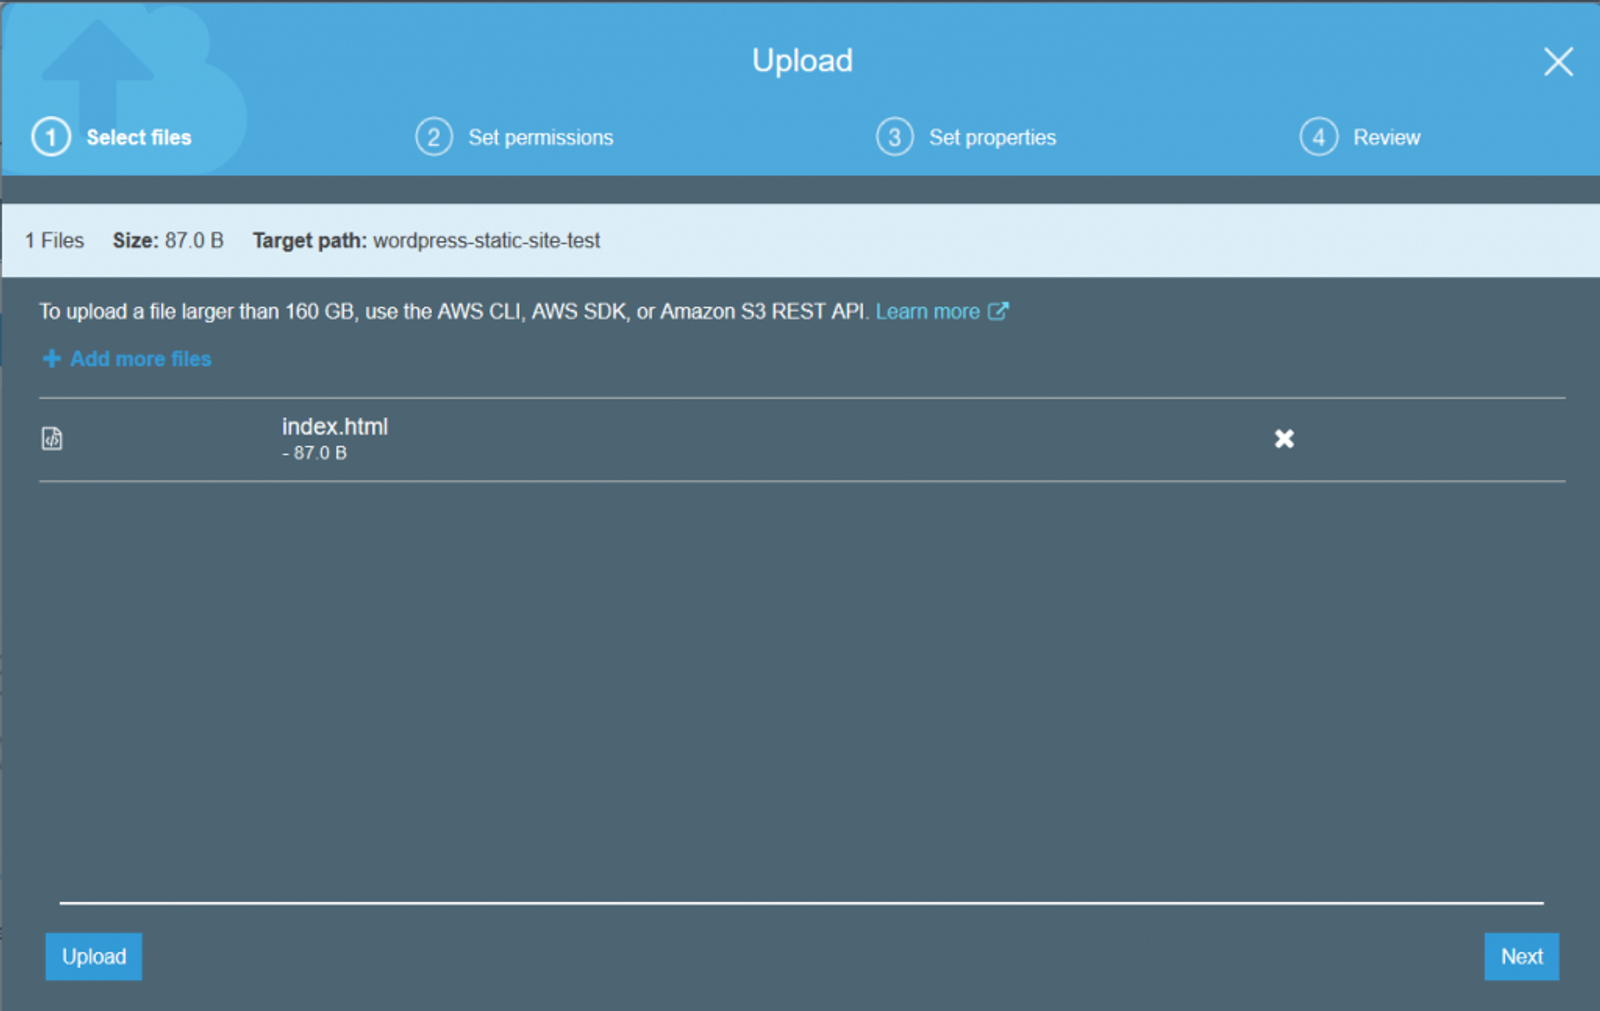 Upload
1 Select files 2 Set permissions 3 Set properties 4 Review
1 Files Size: 87.0 B Target path: wordpress-static-site-test
To upload a file larger than 160 GB, use the AWS CLI, AWS SDK, or Amazon S3 REST API. Learn more
Add more files
index.html
- 87.0 B
Upload Next